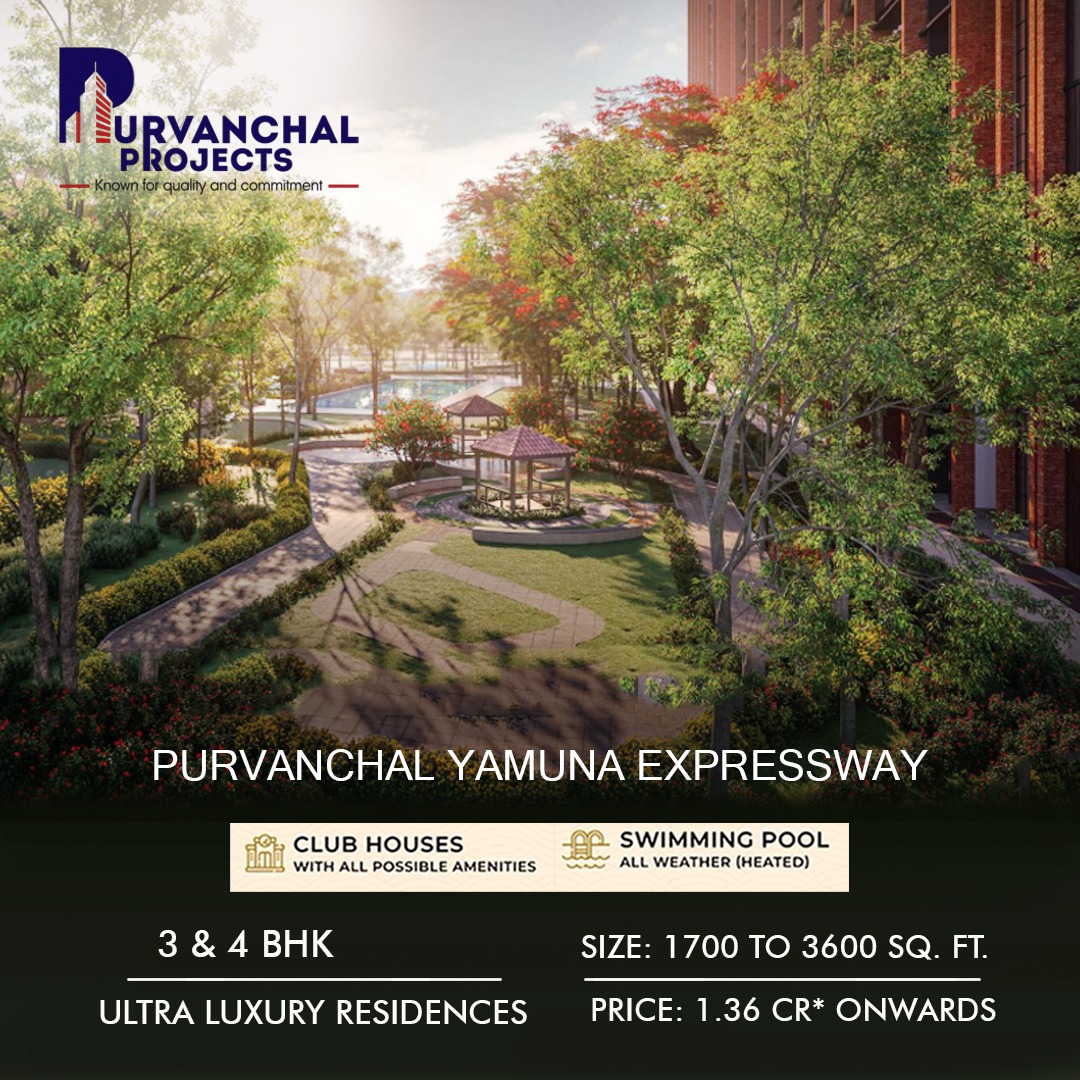 PURVANCHAL
PROJECTS
Known for quality and commitment
PURVANCHAL YAMUNA EXPRESSWAY
CLUB HOUSES
WITH ALL POSSIBLE AMENITIES
SWIMMING POOL
ALL WEATHER (HEATED)
3 & 4 BHK
ULTRA LUXURY RESIDENCES
SIZE: 1700 TO 3600 SQ. FT.
PRICE: 1.36 CR* ONWARDS